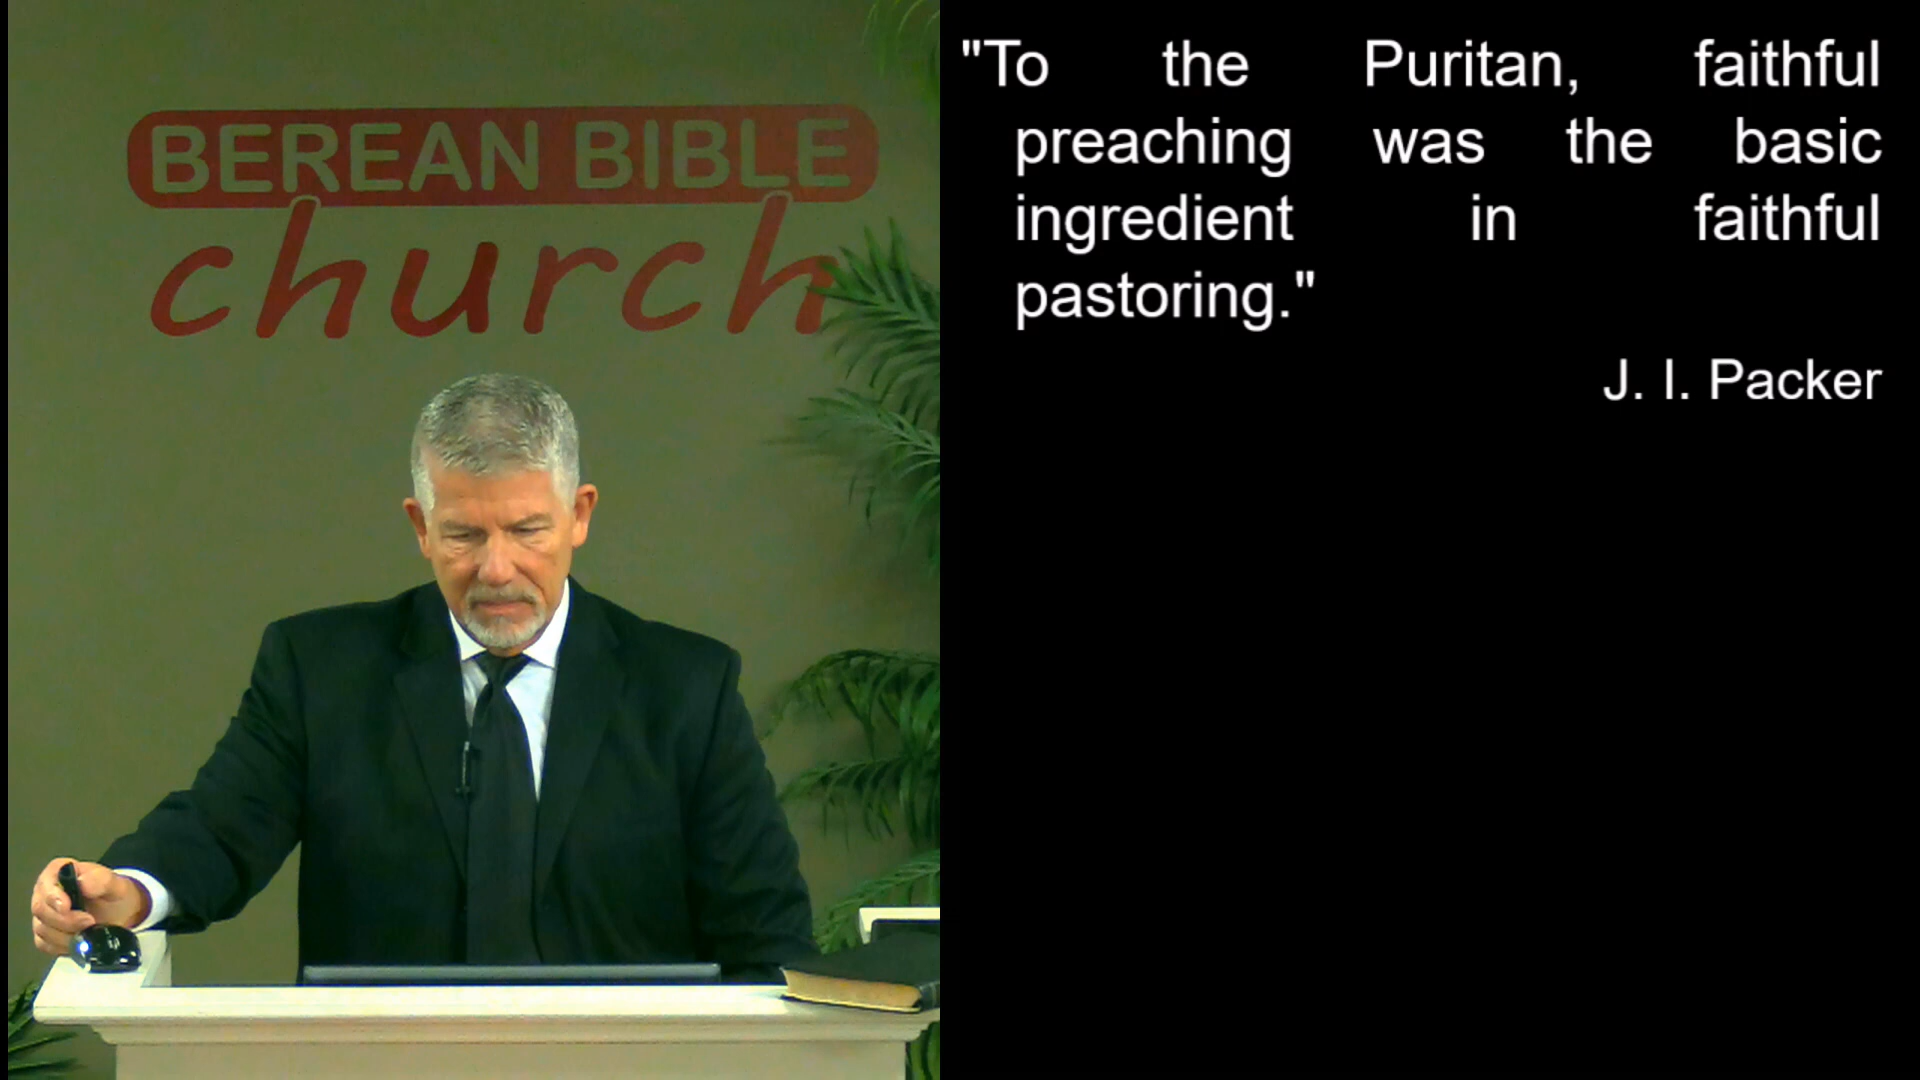 BEREAN BIBLE
church
"To the Puritan, faithful
preaching was the basic
ingredient in faithful
pastoring."
J. I. Packer